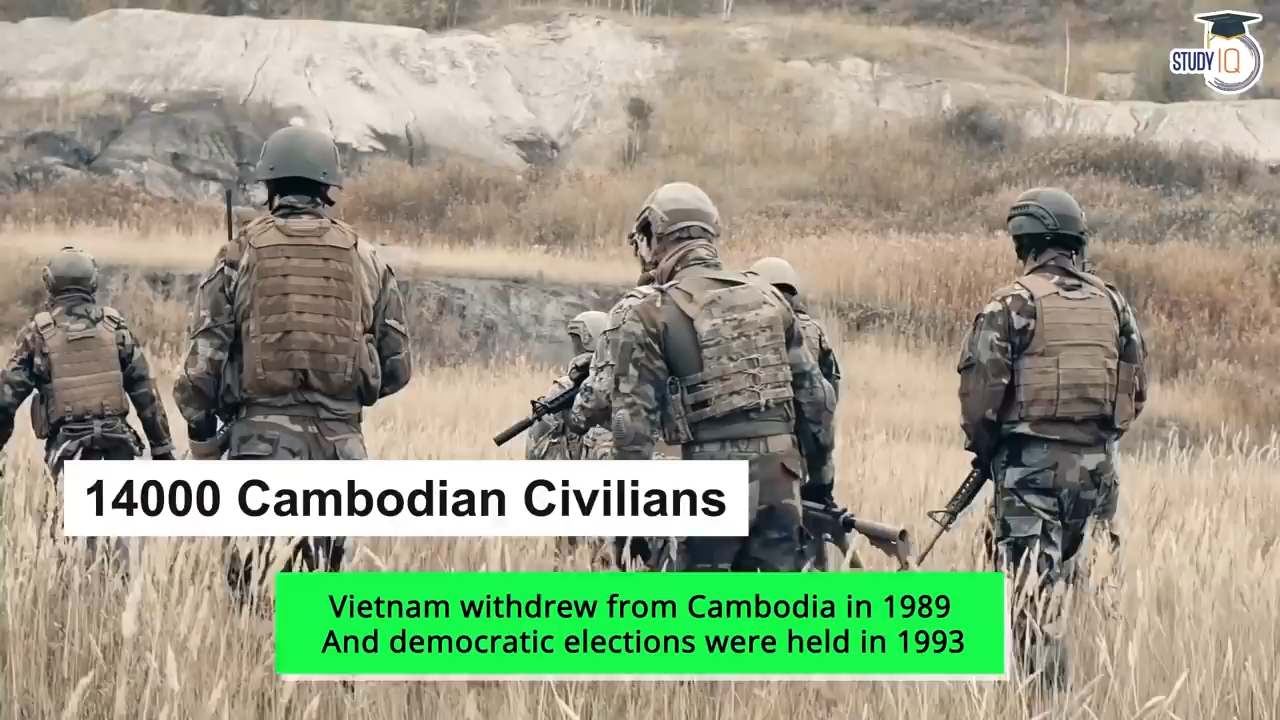 STUDY IQ
14000 Cambodian Civilians
Vietnam withdrew from Cambodia in 1989
And democratic elections were held in 1993